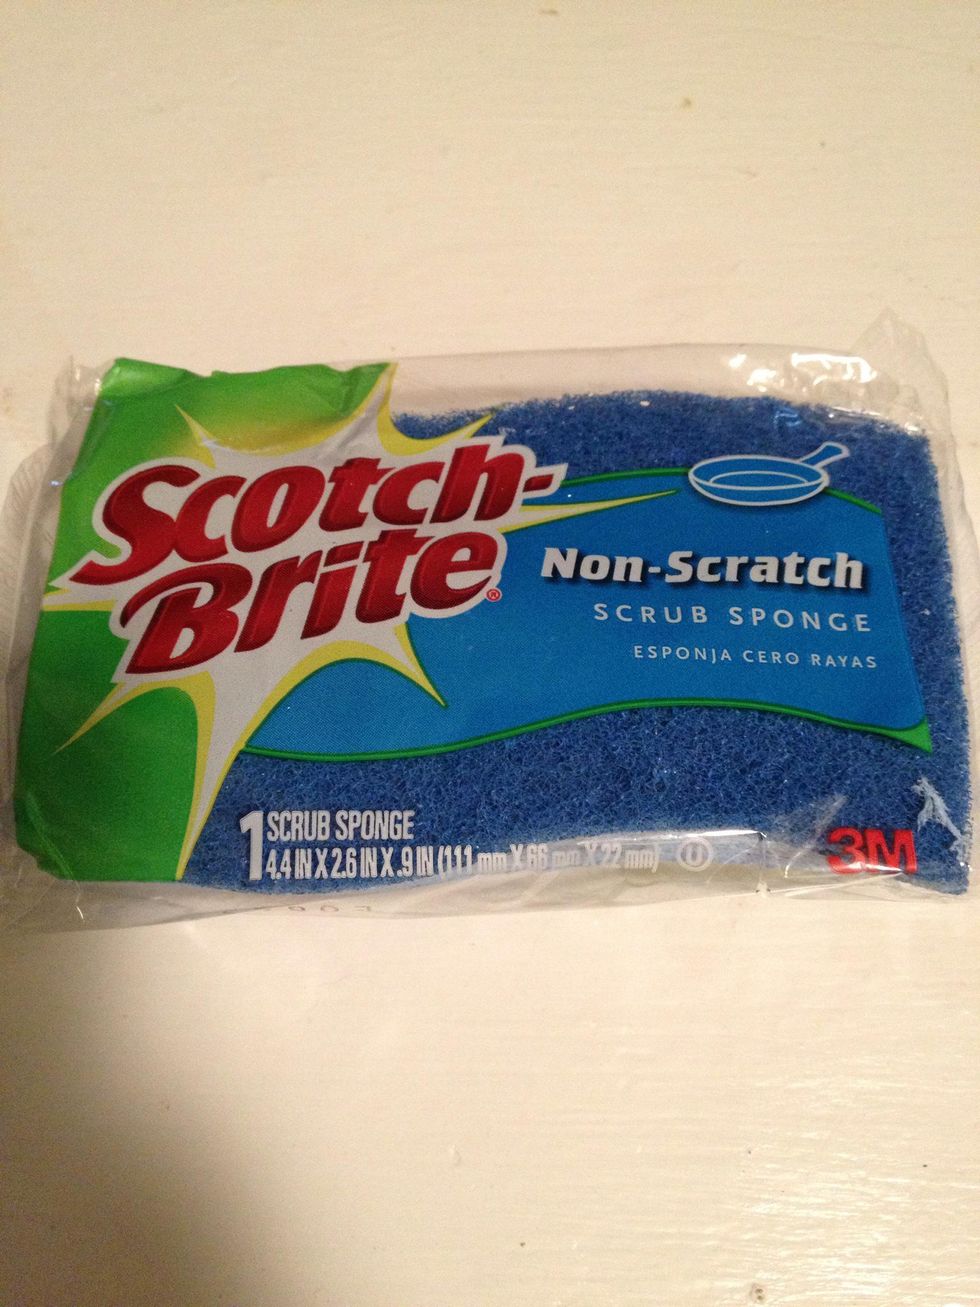 Scotch-
Brite®
Non-Scratch
SCRUB SPONGE
ESPONJA CERO RAYAS
1 SCRUB SPONGE
4.4 IN X 2.6 IN X .9 IN (111 mm X 66 mm X 22 mm) U
3M